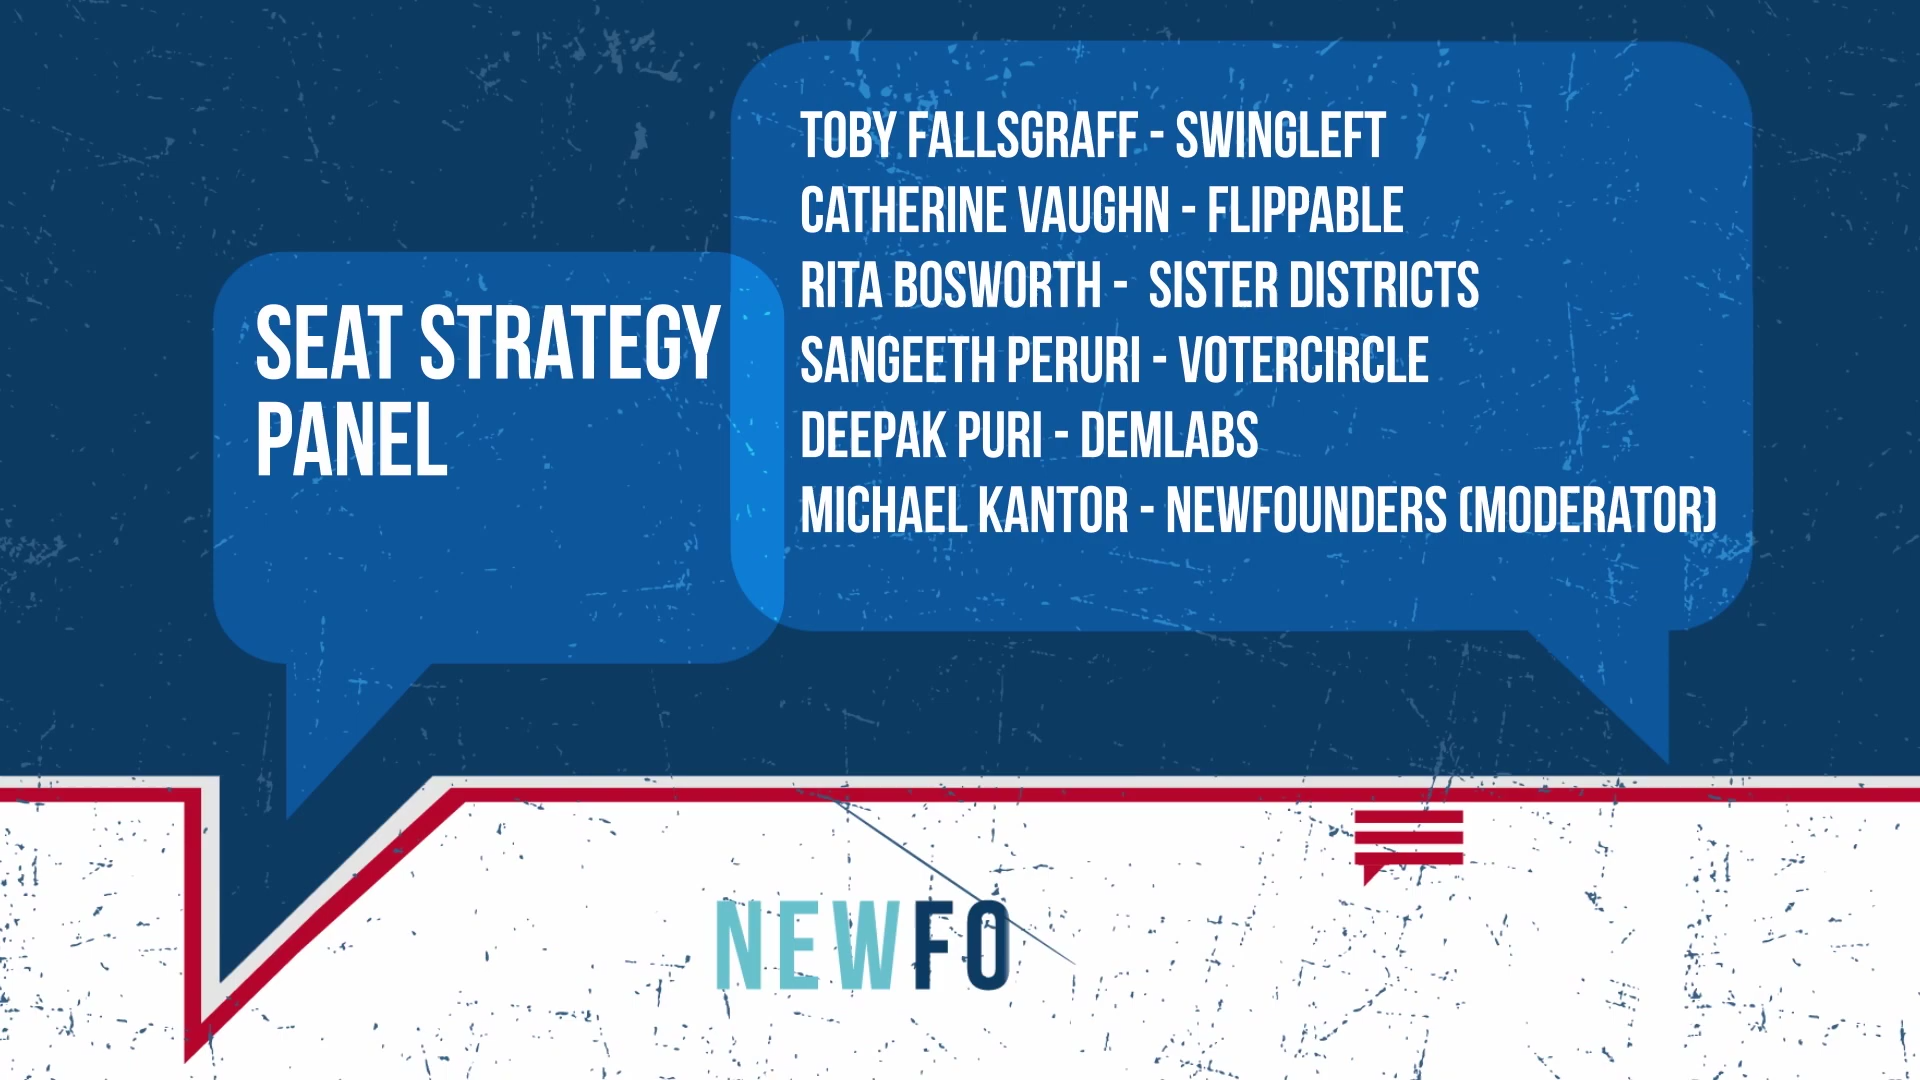 SEAT STRATEGY
PANEL
TOBY FALLSGRAFF - SWINGLEFT
CATHERINE VAUGHN - FLIPPABLE
RITA BOSWORTH - SISTER DISTRICTS
SANGEETH PERURI - VOTERCIRCLE
DEEPAK PURI - DEMLABS
MICHAEL KANTOR - NEWFOUNDERS (MODERATOR)
NEWFO